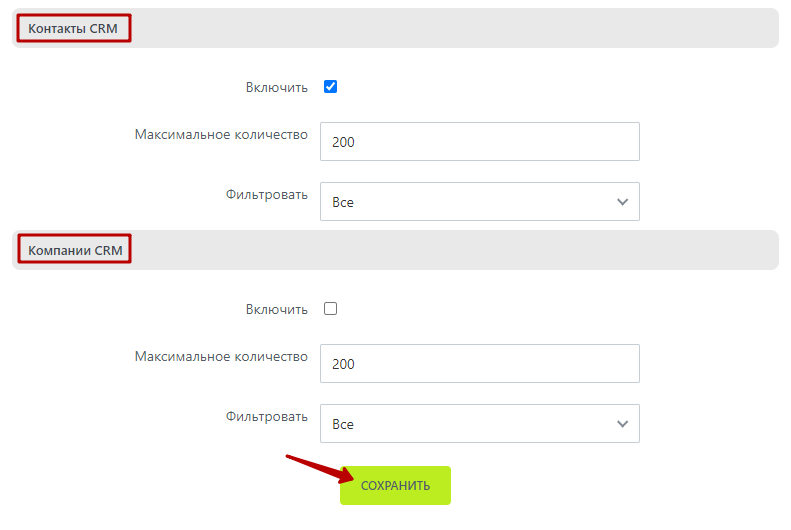 Контакты CRM
Включить
Максимальное количество 200
Фильтровать Все
Компании CRM
Включить
Максимальное количество 200
Фильтровать Все
СОХРАНИТЬ